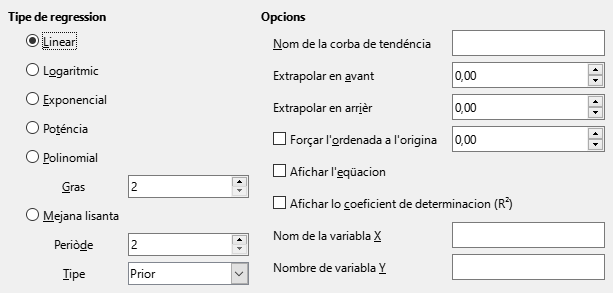 Tipe de regression
Linear
Logaritmic
Exponencial
Poténcia
Polinomial
Gras 2
Mejana lisanta
Periòde 2
Tipe Prior
Opcions
Nom de la corba de tendéncia
Extrapolar en avant 0,00
Extrapolar en arrièr 0,00
Forçar l'ordenada a l'origina 0,00
Afichar l'eqüacion
Afichar lo coeficient de determinacion (R²)
Nom de la variabla X
Nombre de variabla Y